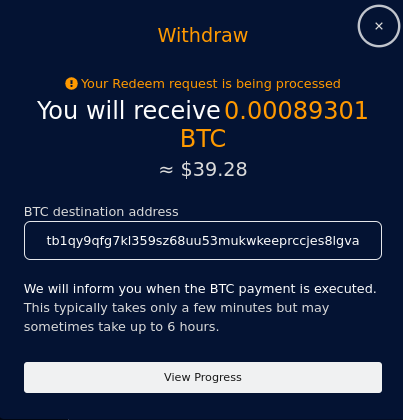 Withdraw
Your Redeem request is being processed
You will receive 0.00089301
BTC
≈ $39.28
BTC destination address
tb1qy9qfg7kl359sz68uu53mukwkeeprccjes8lgva
We will inform you when the BTC payment is executed.
This typically takes only a few minutes but may
sometimes take up to 6 hours.
View Progress